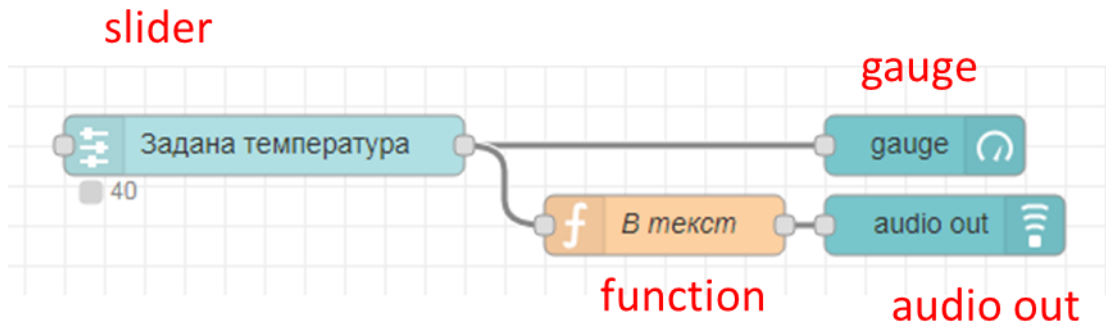 slider
gauge
Задана температура
gauge
40
В текст
audio out
function
audio out